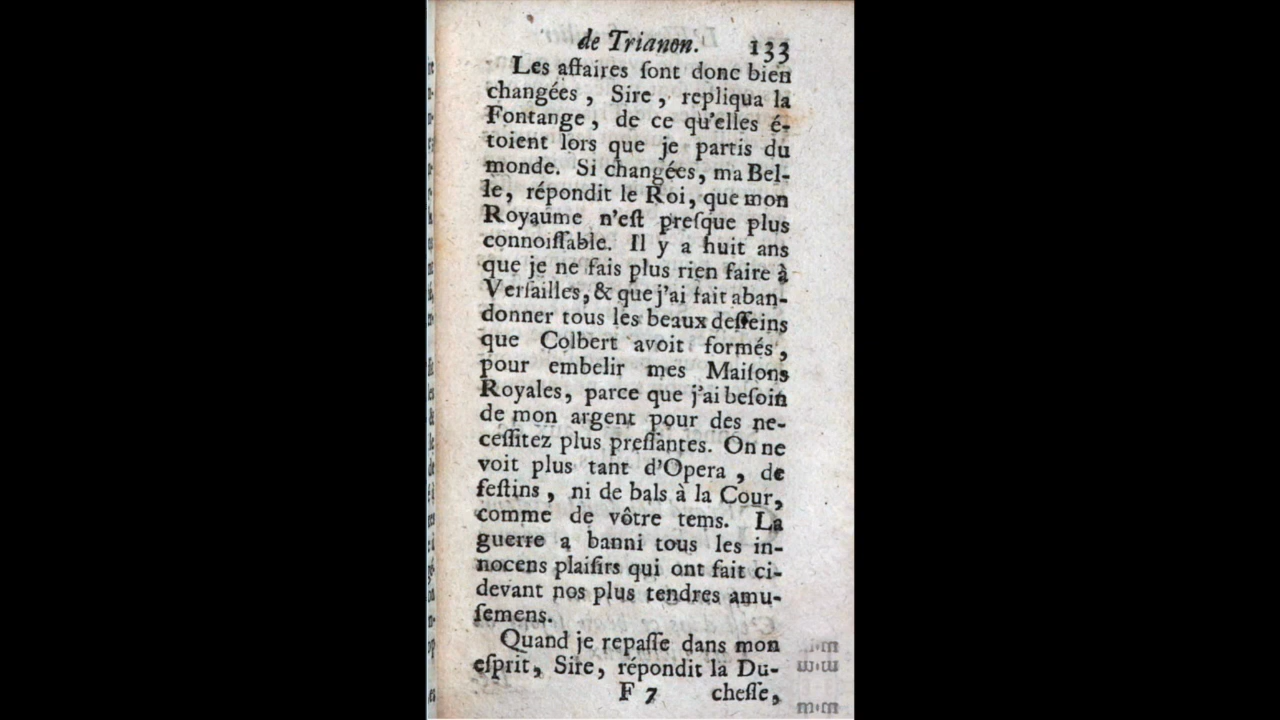 de Trianon. 133
Les affaires ſont donc bien
changées, Sire, repliqua la
Fontange, de ce qu'elles é-
toient lors que je partis du
monde. Si changées, ma Bel-
le, répondit le Roi, que mon
Royaume n'eſt preſque plus
connoiſſable. Il y a huit ans
que je ne fais plus rien faire à
Verſailles, & que j'ai fait aban-
donner tous les beaux deſſeins
que Colbert avoit formés,
pour embelir mes Maiſons
Royales, parce que j'ai beſoin
de mon argent pour des ne-
ceſſitez plus preſſantes. On ne
voit plus tant d'Opera, de
feſtins, ni de bals à la Cour,
comme de vôtre tems. La
guerre a banni tous les in-
nocens plaiſirs qui ont fait ci-
devant nos plus tendres amu-
ſemens.
Quand je repaſſe dans mon
eſprit, Sire, répondit la Du-
F 7 cheſſe,